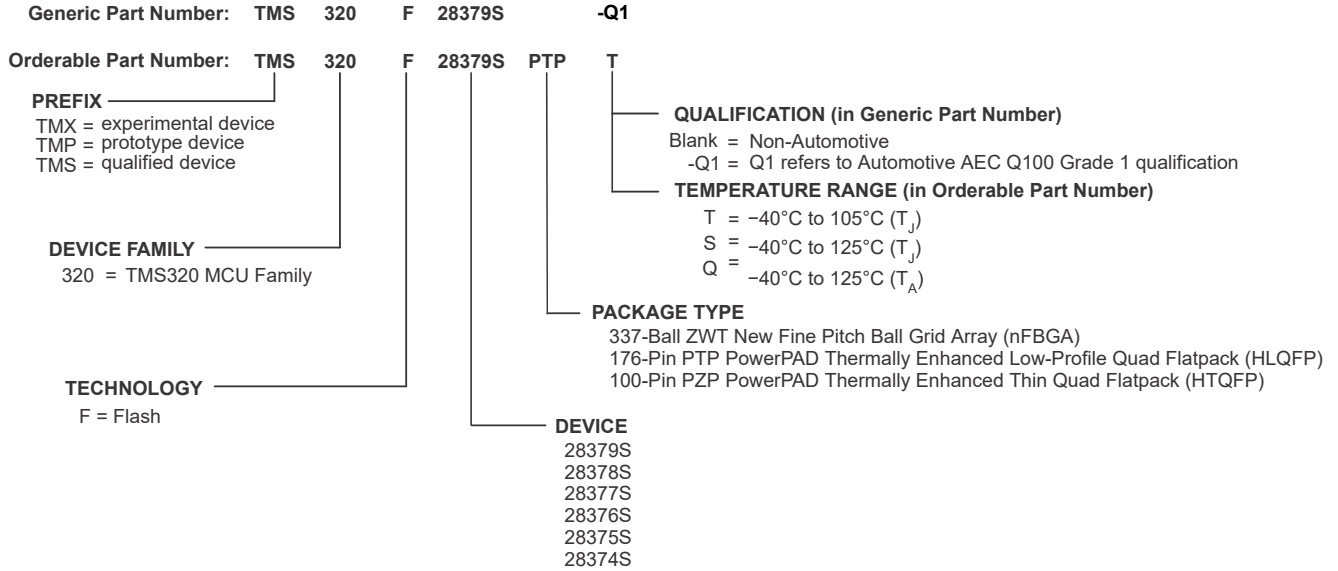 Generic Part Number: TMS 320 F 28379S -Q1
Orderable Part Number: TMS 320 F 28379S PTP T
PREFIX
TMX = experimental device
TMP = prototype device
TMS = qualified device
QUALIFICATION (in Generic Part Number)
Blank = Non-Automotive
-Q1 = Q1 refers to Automotive AEC Q100 Grade 1 qualification
TEMPERATURE RANGE (in Orderable Part Number)
T = −40°C to 105°C (TJ)
S = −40°C to 125°C (TJ)
Q = −40°C to 125°C (TA)
DEVICE FAMILY
320 = TMS320 MCU Family
PACKAGE TYPE
337-Ball ZWT New Fine Pitch Ball Grid Array (nFBGA)
176-Pin PTP PowerPAD Thermally Enhanced Low-Profile Quad Flatpack (HLQFP)
100-Pin PZP PowerPAD Thermally Enhanced Thin Quad Flatpack (HTQFP)
TECHNOLOGY
F = Flash
DEVICE
28379S
28378S
28377S
28376S
28375S
28374S